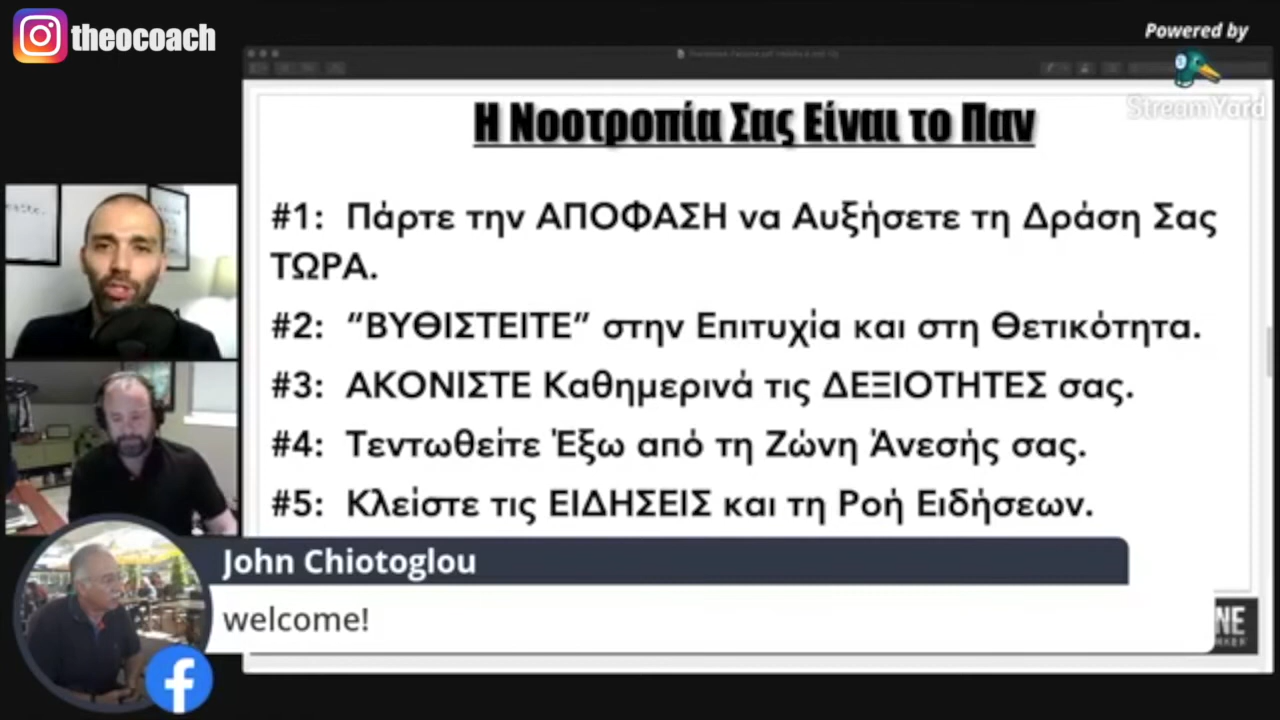 theocoach
Powered by
StreamYard
Η Νοοτροπία Σας Είναι το Παν
#1: Πάρτε την ΑΠΟΦΑΣΗ να Αυξήσετε τη Δράση Σας
ΤΩΡΑ.
#2: “ΒΥΘΙΣΤΕΙΤΕ” στην Επιτυχία και στη Θετικότητα.
#3: ΑΚΟΝΙΣΤΕ Καθημερινά τις ΔΕΞΙΟΤΗΤΕΣ σας.
#4: Τεντωθείτε Έξω από τη Ζώνη Άνεσής σας.
#5: Κλείστε τις ΕΙΔΗΣΕΙΣ και τη Ροή Ειδήσεων.
John Chiotoglou
welcome!